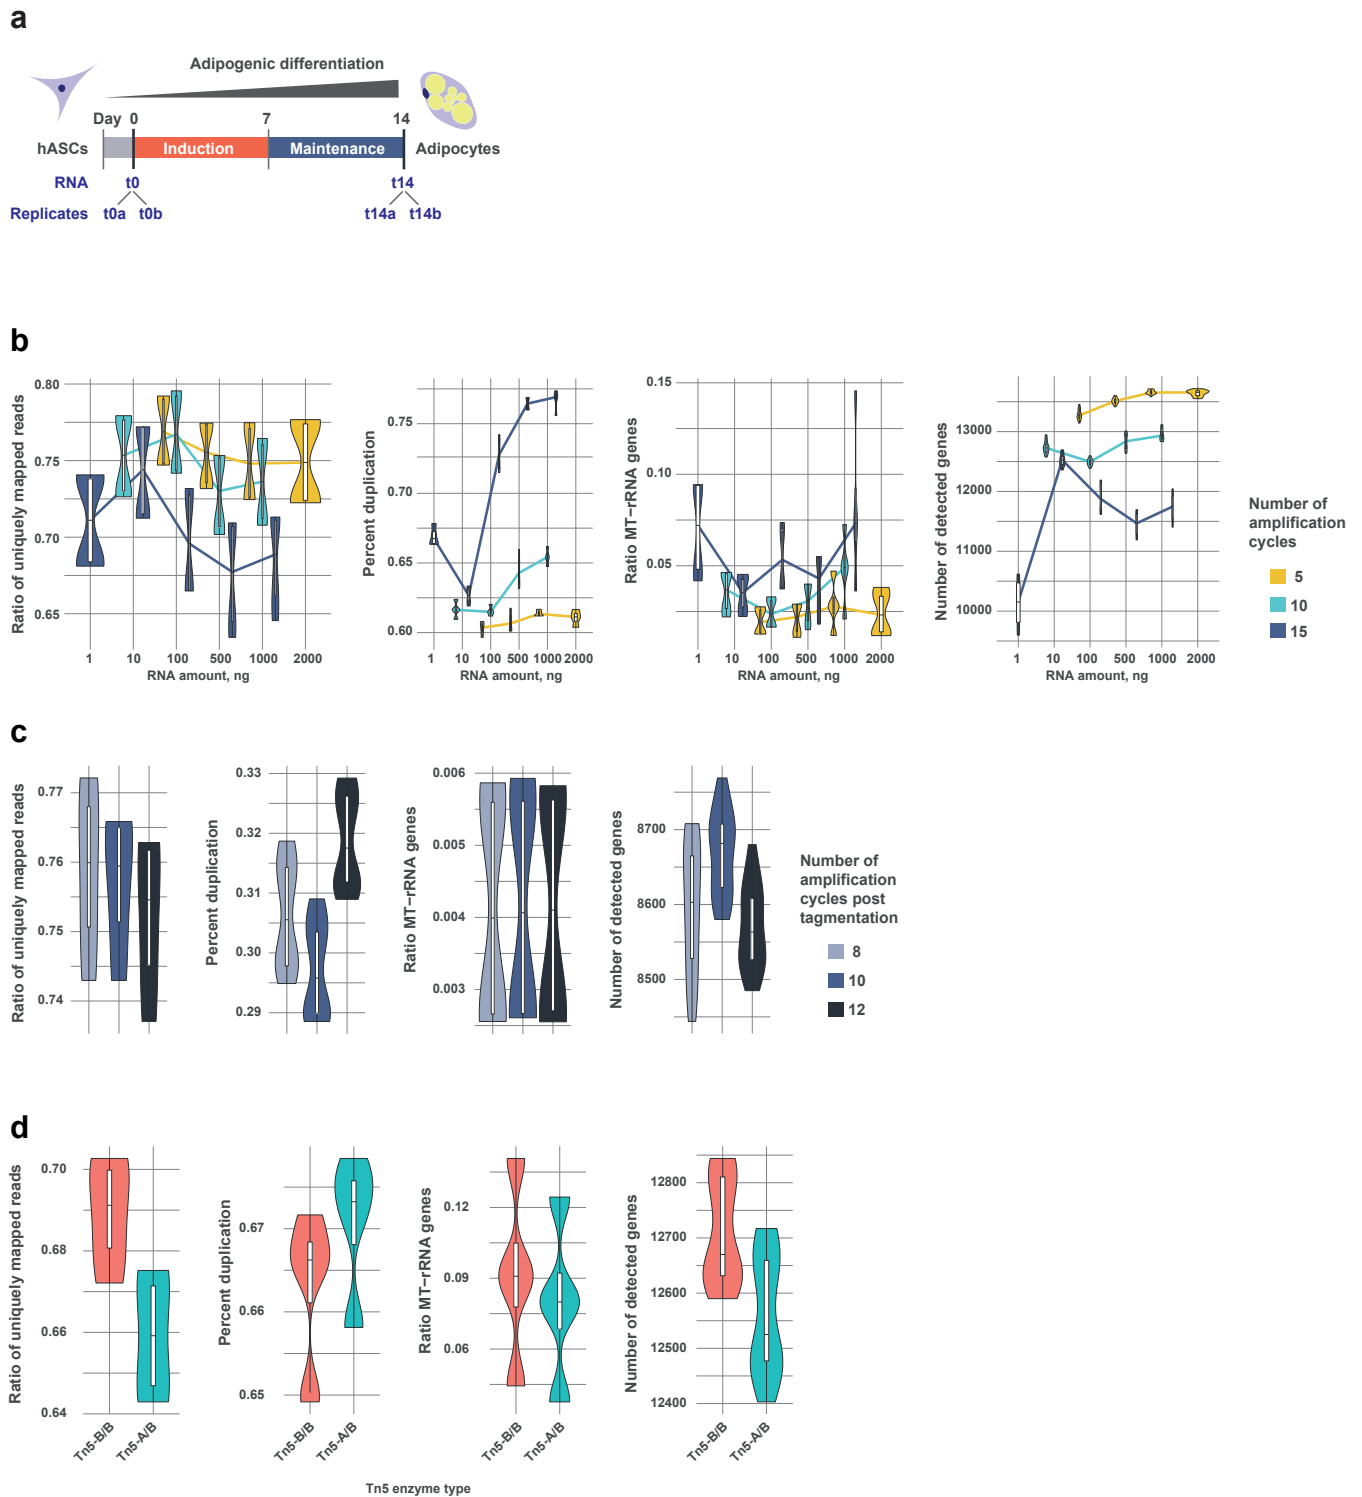 a
Adipogenic differentiation
Day 0 7 14
hASCs Induction Maintenance Adipocytes
RNA t0 t14
Replicates t0a t0b t14a t14b
b
Ratio of uniquely mapped reads
0.80
0.75
0.70
0.65
1 10 100 500 1000 2000
RNA amount, ng
Percent duplication
0.75
0.70
0.65
0.60
1 10 100 500 1000 2000
RNA amount, ng
Ratio MT−rRNA genes
0.15
0.10
0.05
1 10 100 500 1000 2000
RNA amount, ng
Number of detected genes
13000
12000
11000
10000
1 10 100 500 1000 2000
RNA amount, ng
Number of
amplification
cycles
5
10
15
c
Ratio of uniquely mapped reads
0.77
0.76
0.75
0.74
Percent duplication
0.33
0.32
0.31
0.30
0.29
Ratio MT−rRNA genes
0.006
0.005
0.004
0.003
Number of detected genes
8700
8600
8500
Number of
amplification
cycles post
tagmentation
8
10
12
d
Ratio of uniquely mapped reads
0.70
0.68
0.66
0.64
Tn5-B/B Tn5-A/B
Percent duplication
0.67
0.66
0.65
Tn5-B/B Tn5-A/B
Ratio MT−rRNA genes
0.12
0.09
0.06
Tn5-B/B Tn5-A/B
Number of detected genes
12800
12700
12600
12500
12400
Tn5-B/B Tn5-A/B
Tn5 enzyme type